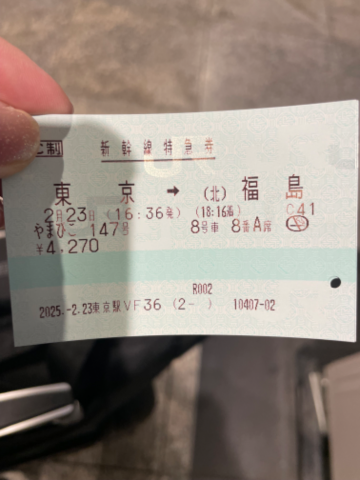 ご制 新幹線特急券
東京 → (北) 福島
2月23日 (16:36発) (18:16着) C41
やまびこ 147号 8号車 8番A席
¥4,270
R002
2025.-2.23東京駅VF36 (2- ) 10407-02